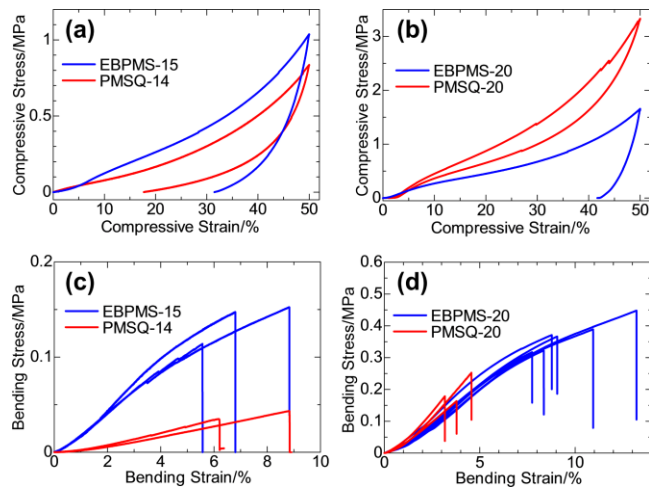 (a)
EBPMS-15
PMSQ-14
Compressive Stress/MPa
1
0.5
0
0 10 20 30 40 50
Compressive Strain/%
(b)
EBPMS-20
PMSQ-20
Compressive Stress/MPa
3
2
1
0
0 10 20 30 40 50
Compressive Strain/%
(c)
EBPMS-15
PMSQ-14
Bending Stress/MPa
0.2
0.1
0
0 2 4 6 8 10
Bending Strain/%
(d)
EBPMS-20
PMSQ-20
Bending Stress/MPa
0.6
0.5
0.4
0.3
0.2
0.1
0.0
0 5 10
Bending Strain/%